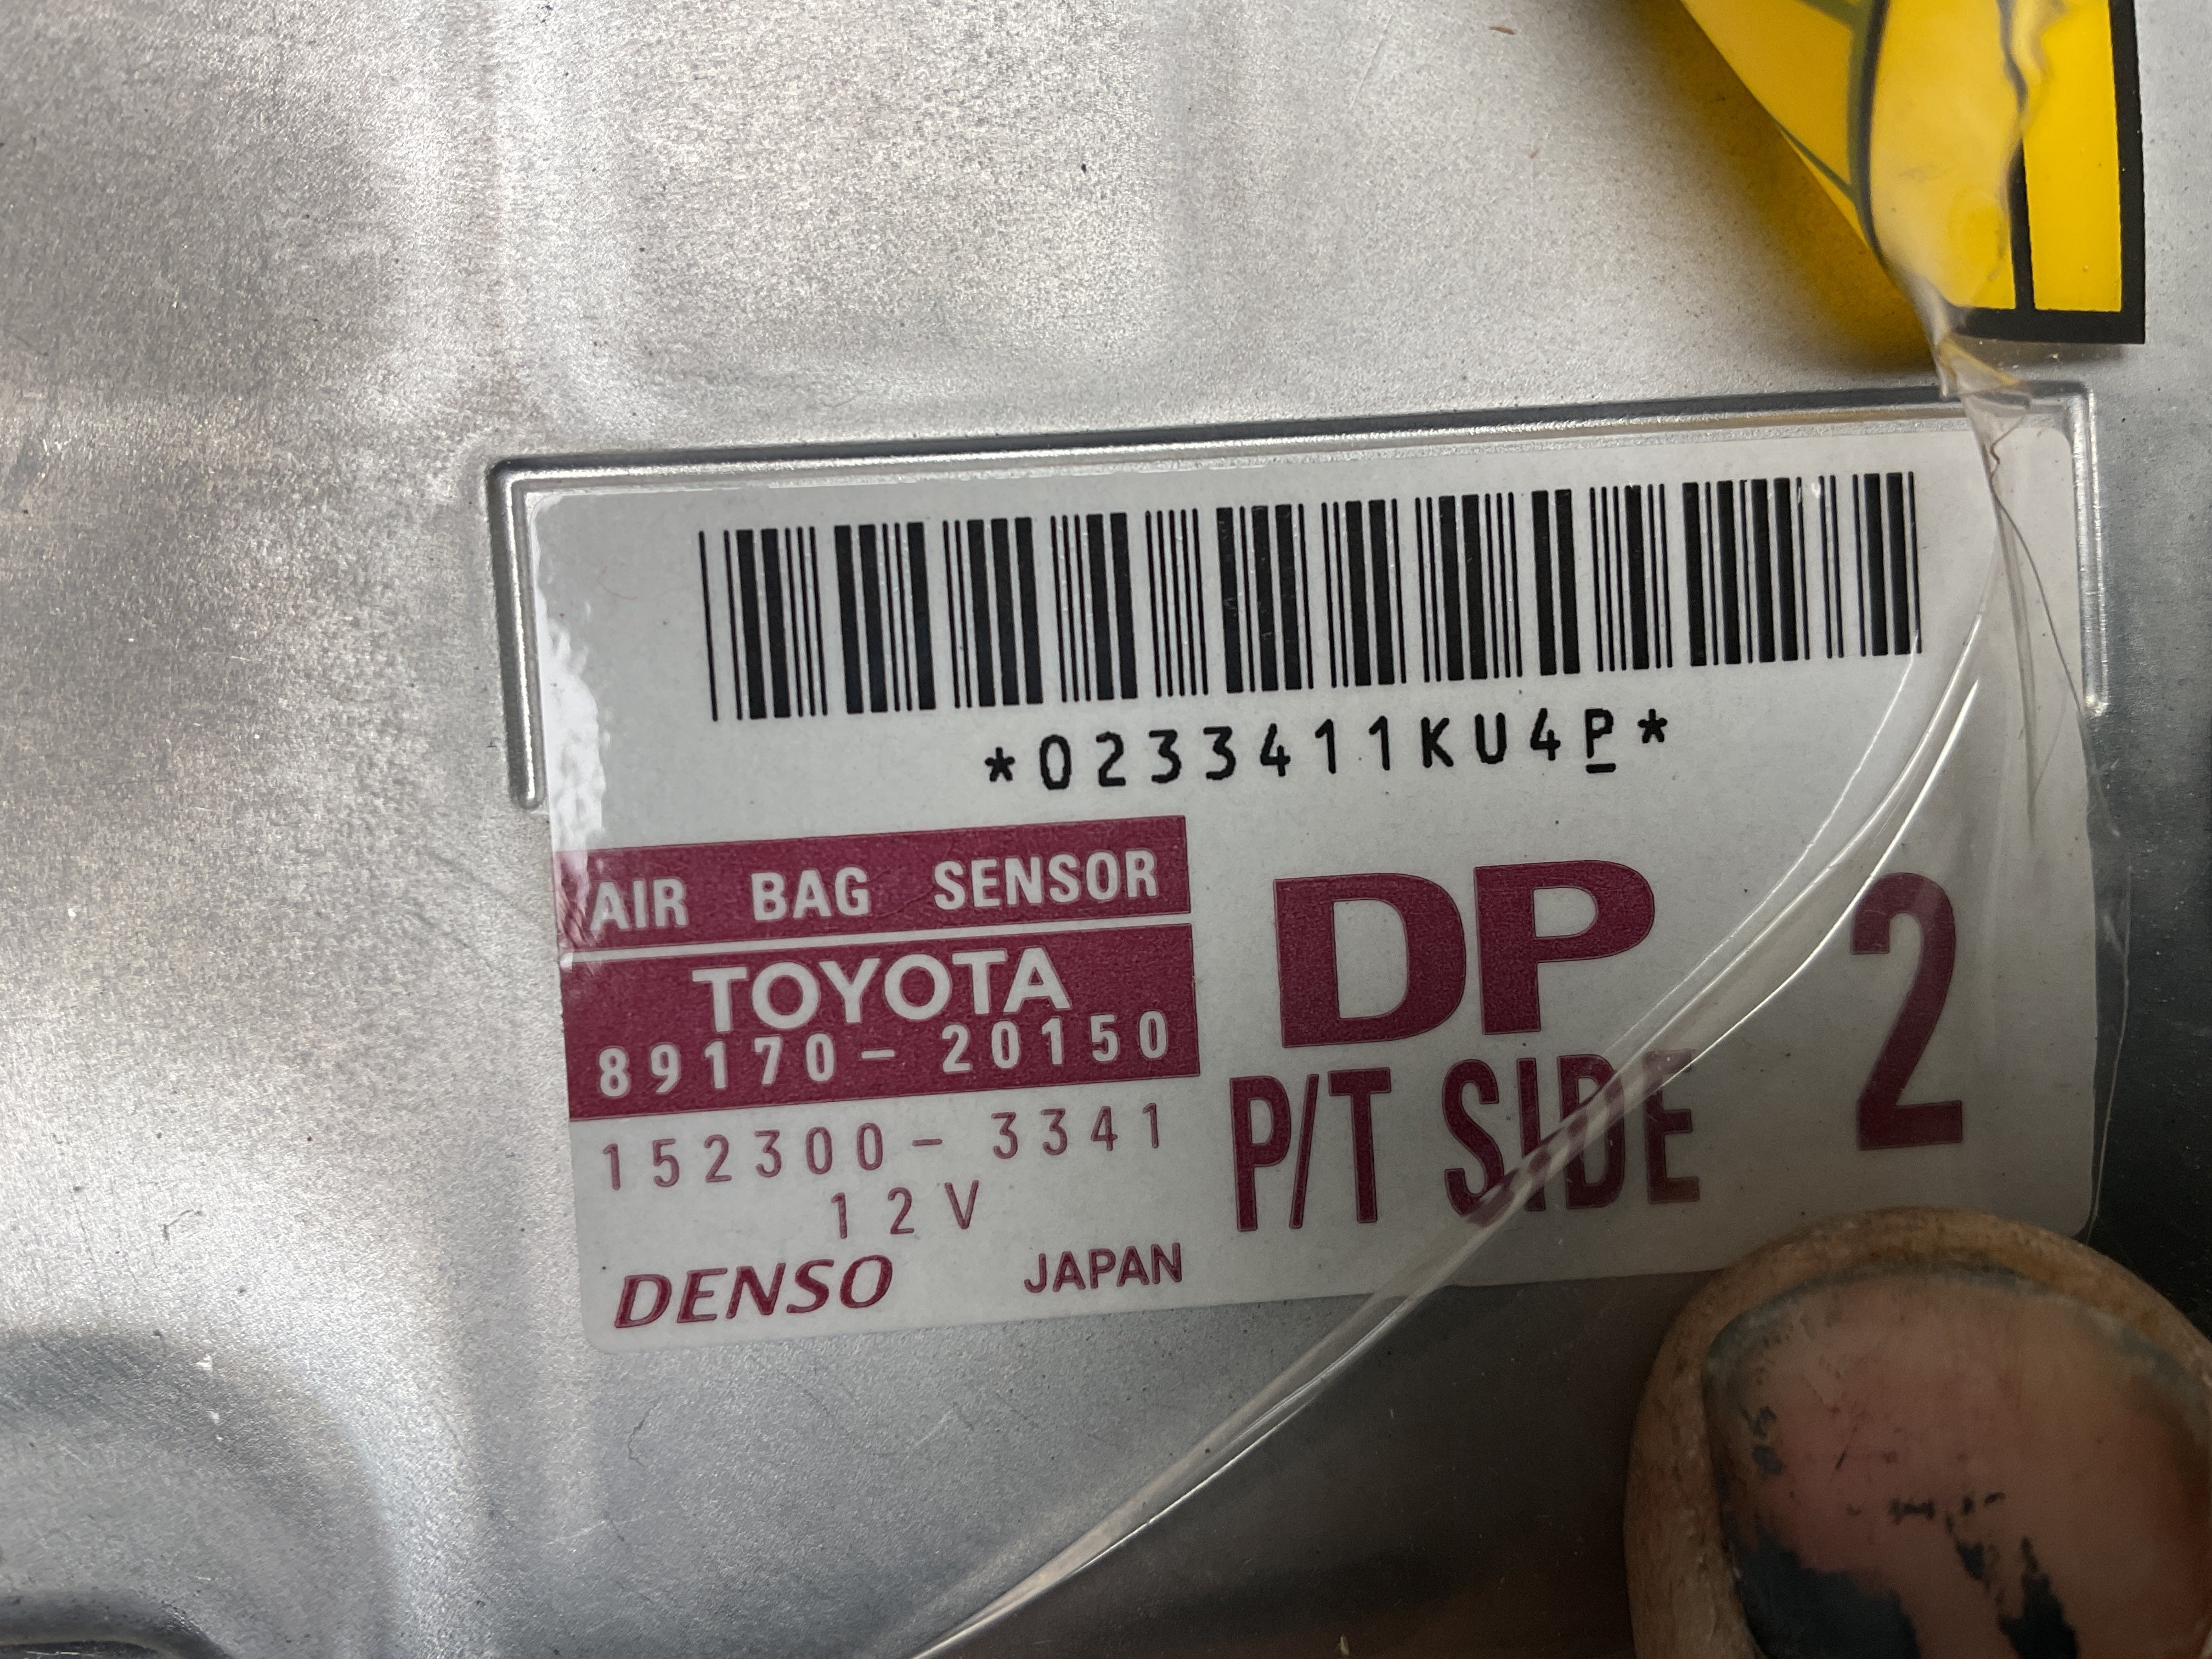 *0233411KU4P*
AIR BAG SENSOR
TOYOTA
89170-20150
152300-3341
12V
DENSO JAPAN
DP
P/T SIDE
2